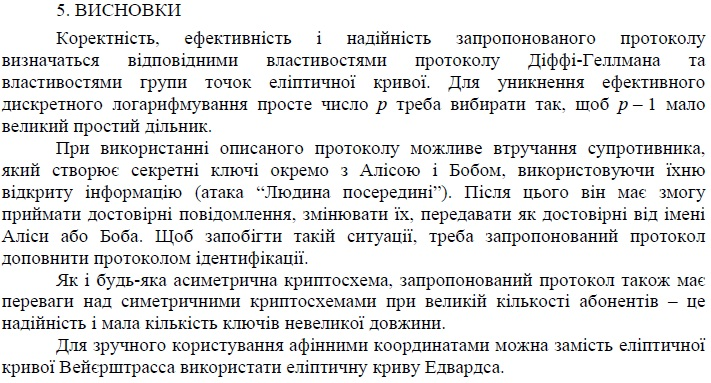 5. ВИСНОВКИ
Коректність, ефективність і надійність запропонованого протоколу
визначаться відповідними властивостями протоколу Діффі-Геллмана та
властивостями групи точок еліптичної кривої. Для уникнення ефективного
дискретного логарифмування просте число p треба вибирати так, щоб p – 1 мало
великий простий дільник.
При використанні описаного протоколу можливе втручання супротивника,
який створює секретні ключі окремо з Алісою і Бобом, використовуючи їхню
відкриту інформацію (атака “Людина посередині”). Після цього він має змогу
приймати достовірні повідомлення, змінювати їх, передавати як достовірні від імені
Аліси або Боба. Щоб запобігти такій ситуації, треба запропонований протокол
доповнити протоколом ідентифікації.
Як і будь-яка асиметрична криптосхема, запропонований протокол також має
переваги над симетричними криптосхемами при великій кількості абонентів – це
надійність і мала кількість ключів невеликої довжини.
Для зручного користування афінними координатами можна замість еліптичної
кривої Вейєрштрасса використати еліптичну криву Едвардса.